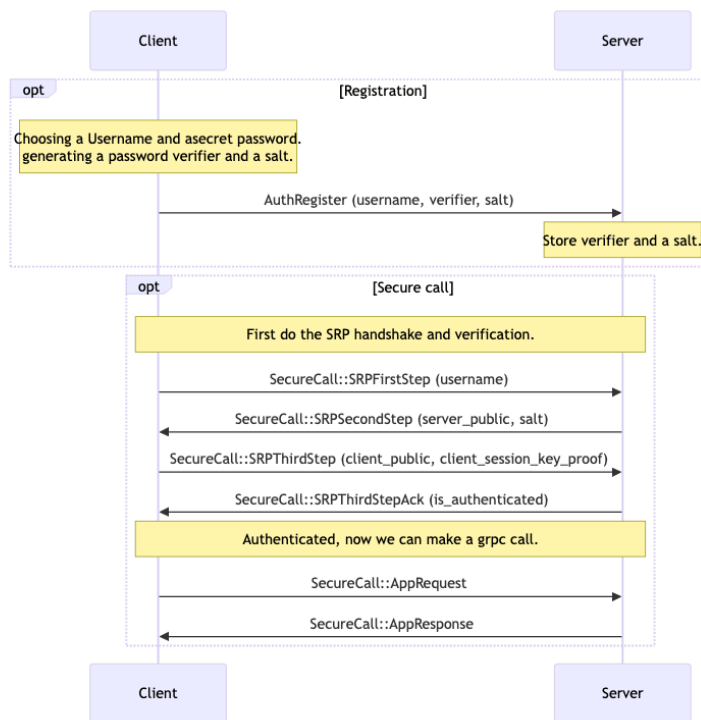 Client
Server
opt
[Registration]
Choosing a Username and asecret password.
generating a password verifier and a salt.
AuthRegister (username, verifier, salt)
Store verifier and a salt.
opt
[Secure call]
First do the SRP handshake and verification.
SecureCall::SRPFirstStep (username)
SecureCall::SRPSecondStep (server_public, salt)
SecureCall::SRPThirdStep (client_public, client_session_key_proof)
SecureCall::SRPThirdStepAck (is_authenticated)
Authenticated, now we can make a grpc call.
SecureCall::AppRequest
SecureCall::AppResponse
Client
Server